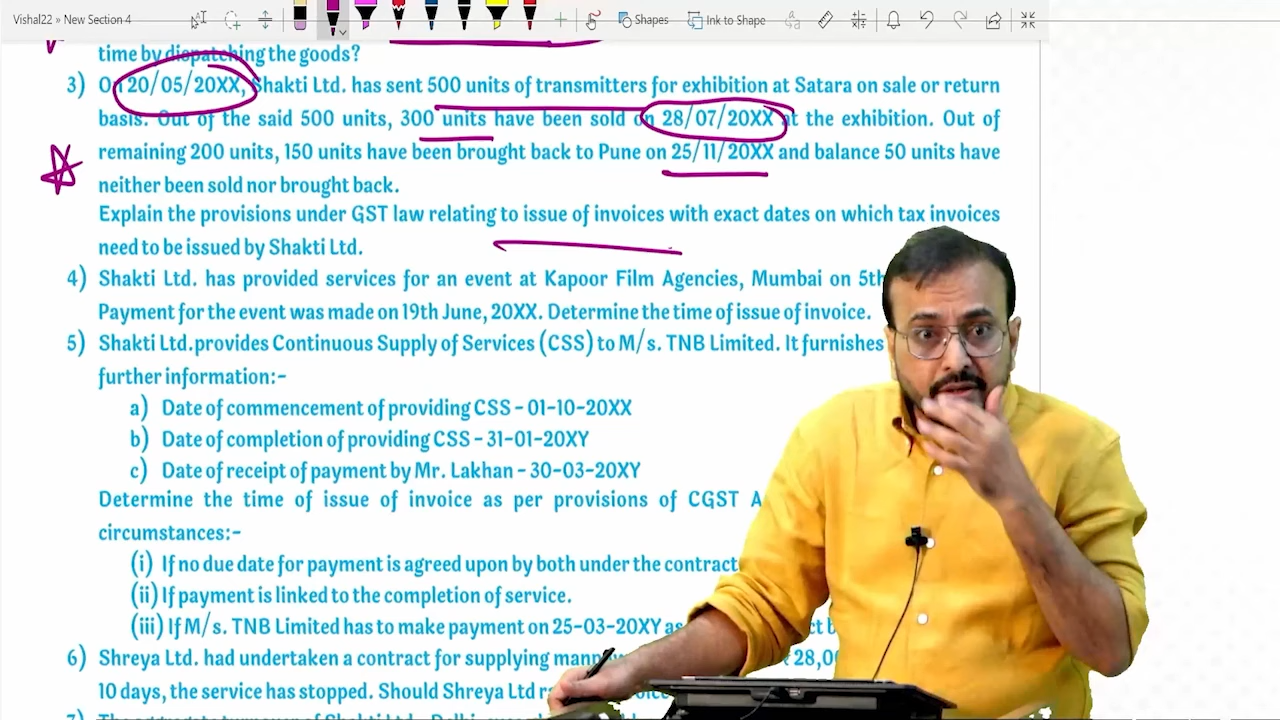 Vishal22 » New Section 4
Shapes
Ink to Shape
time by dispatching the goods?
3) On 20/05/20XX, Shakti Ltd. has sent 500 units of transmitters for exhibition at Satara on sale or return
basis. Out of the said 500 units, 300 units have been sold on 28/07/20XX at the exhibition. Out of
remaining 200 units, 150 units have been brought back to Pune on 25/11/20XX and balance 50 units have
neither been sold nor brought back.
Explain the provisions under GST law relating to issue of invoices with exact dates on which tax invoices
need to be issued by Shakti Ltd.
4) Shakti Ltd. has provided services for an event at Kapoor Film Agencies, Mumbai on 5th
Payment for the event was made on 19th June, 20XX. Determine the time of issue of invoice.
5) Shakti Ltd.provides Continuous Supply of Services (CSS) to M/s. TNB Limited. It furnishes
further information:-
a) Date of commencement of providing CSS - 01-10-20XX
b) Date of completion of providing CSS - 31-01-20XY
c) Date of receipt of payment by Mr. Lakhan - 30-03-20XY
Determine the time of issue of invoice as per provisions of CGST
circumstances:-
(i) If no due date for payment is agreed upon by both under the contract
(ii) If payment is linked to the completion of service.
(iii) If M/s. TNB Limited has to make payment on 25-03-20XY as
6) Shreya Ltd. had undertaken a contract for supplying
10 days, the service has stopped. Should Shreya Ltd
7) The aggregate turnover of Shakti Ltd., Delhi